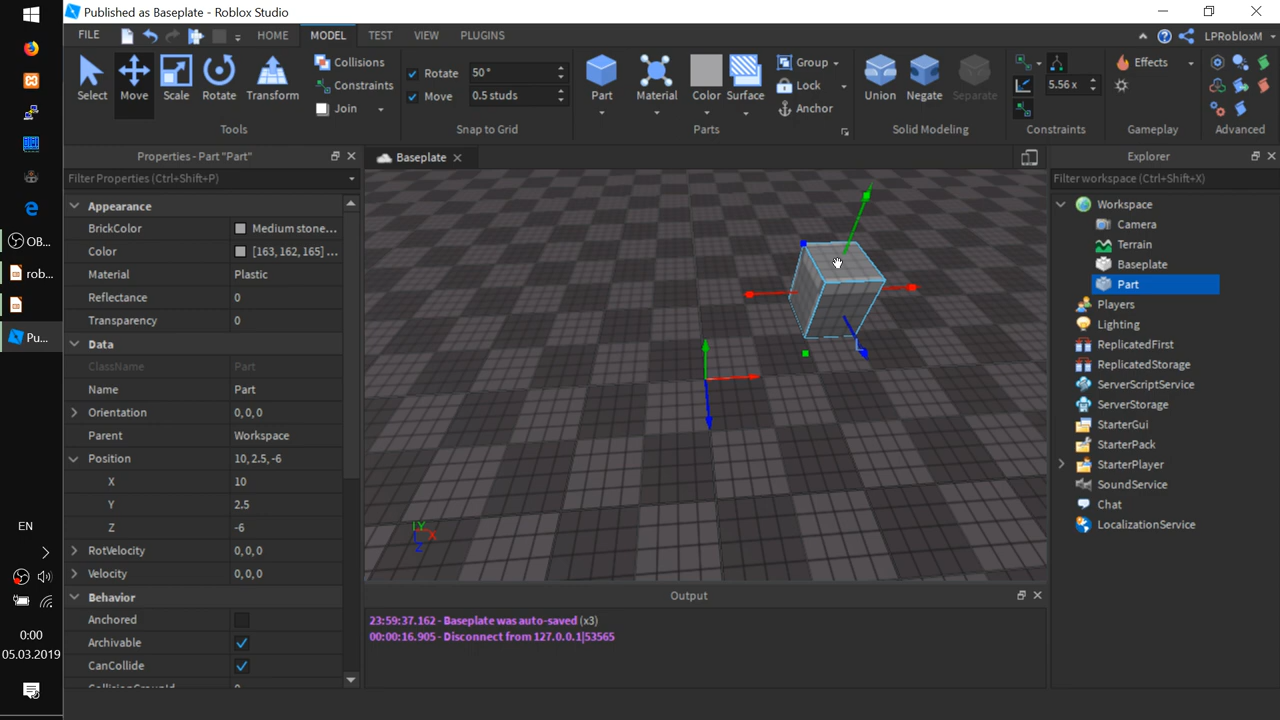 Published as Baseplate - Roblox Studio
FILE HOME MODEL TEST VIEW PLUGINS LPRobloxM
Select Move Scale Rotate Transform
Collisions
Constraints
Join
Tools
Rotate 50°
Move 0.5 studs
Snap to Grid
Part Material Color Surface
Group
Lock
Anchor
Parts
Union Negate Separate
Solid Modeling
5.56 x
Constraints
Effects
Gameplay
Advanced
Properties - Part "Part"
Filter Properties (Ctrl+Shift+P)
Appearance
BrickColor Medium stone...
Color [163, 162, 165] ...
Material Plastic
Reflectance 0
Transparency 0
Data
ClassName Part
Name Part
Orientation 0, 0, 0
Parent Workspace
Position 10, 2.5, -6
X 10
Y 2.5
Z -6
RotVelocity 0, 0, 0
Velocity 0, 0, 0
Behavior
Anchored
Archivable
CanCollide
Baseplate
Y
X
Z
Output
23:59:37.162 - Baseplate was auto-saved (x3)
00:00:16.905 - Disconnect from 127.0.0.1|53565
Explorer
Filter workspace (Ctrl+Shift+X)
Workspace
Camera
Terrain
Baseplate
Part
Players
Lighting
ReplicatedFirst
ReplicatedStorage
ServerScriptService
ServerStorage
StarterGui
StarterPack
StarterPlayer
SoundService
Chat
LocalizationService
OB...
rob...
Pu...
EN
0:00
05.03.2019